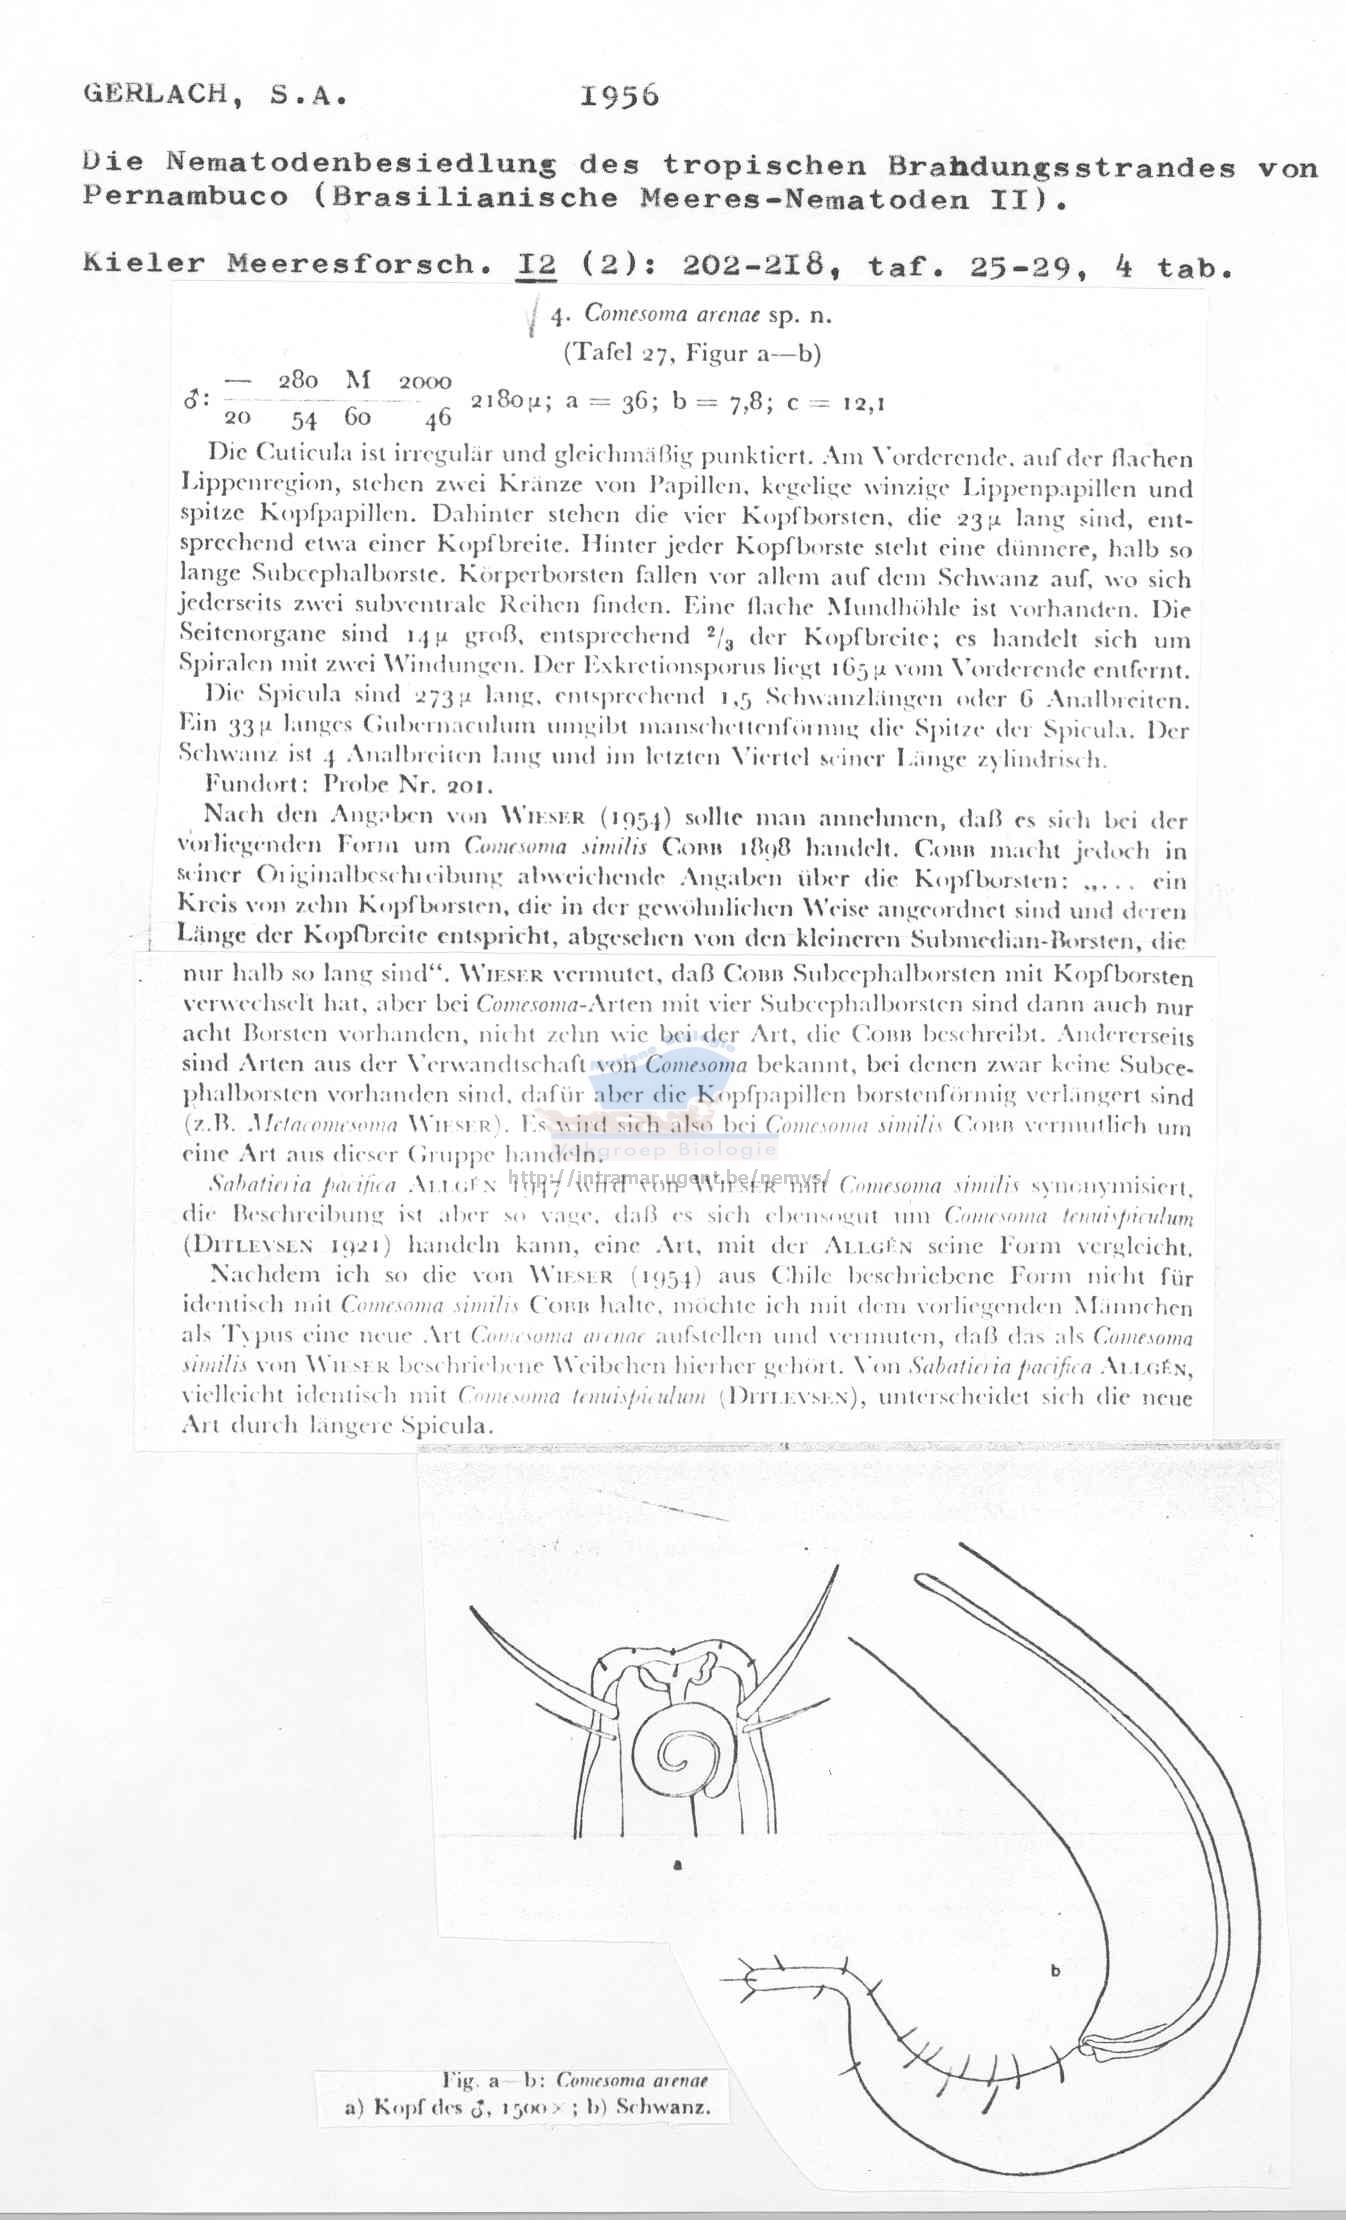 GERLACH, S.A. 1956
Die Nematodenbesiedlung des tropischen Brandungsstrandes von
Pernambuco (Brasilianische Meeres-Nematoden II).
Kieler Meeresforsch. I2 (2): 202-2I8, taf. 25-29, 4 tab.
4. Comesoma arenae sp. n.
(Tafel 27, Figur a—b)
— 280 M 2000
♂: 2180 µ; a = 36; b = 7,8; c = 12,1
20 54 60 46
Die Cuticula ist irregulär und gleichmäßig punktiert. Am Vorderende, auf der flachen
Lippenregion, stehen zwei Kränze von Papillen, kegelige winzige Lippenpapillen und
spitze Kopfpapillen. Dahinter stehen die vier Kopfborsten, die 23 µ lang sind, ent-
sprechend etwa einer Kopfbreite. Hinter jeder Kopfborste steht eine dünnere, halb so
lange Subcephalborste. Körperborsten fallen vor allem auf dem Schwanz auf, wo sich
jederseits zwei subventrale Reihen finden. Eine flache Mundhöhle ist vorhanden. Die
Seitenorgane sind 14 µ groß, entsprechend 2/3 der Kopfbreite; es handelt sich um
Spiralen mit zwei Windungen. Der Exkretionsporus liegt 165 µ vom Vorderende entfernt.
Die Spicula sind 273 µ lang, entsprechend 1,5 Schwanzlängen oder 6 Analbreiten.
Ein 33 µ langes Gubernaculum umgibt manschettenförmig die Spitze der Spicula. Der
Schwanz ist 4 Analbreiten lang und im letzten Viertel seiner Länge zylindrisch.
Fundort: Probe Nr. 201.
Nach den Angaben von WIESER (1954) sollte man annehmen, daß es sich bei der
vorliegenden Form um Comesoma similis COBB 1898 handelt. COBB macht jedoch in
seiner Originalbeschreibung abweichende Angaben über die Kopfborsten: „... ein
Kreis von zehn Kopfborsten, die in der gewöhnlichen Weise angeordnet sind und deren
Länge der Kopfbreite entspricht, abgesehen von den kleineren Submedian-Borsten, die
nur halb so lang sind“. WIESER vermutet, daß COBB Subcephalborsten mit Kopfborsten
verwechselt hat, aber bei Comesoma-Arten mit vier Subcephalborsten sind dann auch nur
acht Borsten vorhanden, nicht zehn wie bei der Art, die COBB beschreibt. Andererseits
sind Arten aus der Verwandtschaft von Comesoma bekannt, bei denen zwar keine Subce-
phalborsten vorhanden sind, dafür aber die Kopfpapillen borstenförmig verlängert sind
(z.B. Metacomesoma WIESER). Es wird sich also bei Comesoma similis COBB vermutlich um
eine Art aus dieser Gruppe handeln.
Vakgroep Biologie
http://intramar.ugent.be/nemys/
Sabatieria pacifica ALLGÉN 1947 wird von WIESER mit Comesoma similis synonymisiert,
die Beschreibung ist aber so vage, daß es sich ebensogut um Comesoma tenuispiculum
(DITLEVSEN 1921) handeln kann, eine Art, mit der ALLGÉN seine Form vergleicht.
Nachdem ich so die von WIESER (1954) aus Chile beschriebene Form nicht für
identisch mit Comesoma similis COBB halte, möchte ich mit dem vorliegenden Männchen
als Typus eine neue Art Comesoma arenae aufstellen und vermuten, daß das als Comesoma
similis von WIESER beschriebene Weibchen hierher gehört. Von Sabatieria pacifica ALLGÉN,
vielleicht identisch mit Comesoma tenuispiculum (DITLEVSEN), unterscheidet sich die neue
Art durch längere Spicula.
a
b
Fig. a—b: Comesoma arenae
a) Kopf des ♂, 1500 ×; b) Schwanz.